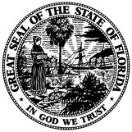 GREAT SEAL OF THE STATE OF FLORIDA
IN GOD WE TRUST